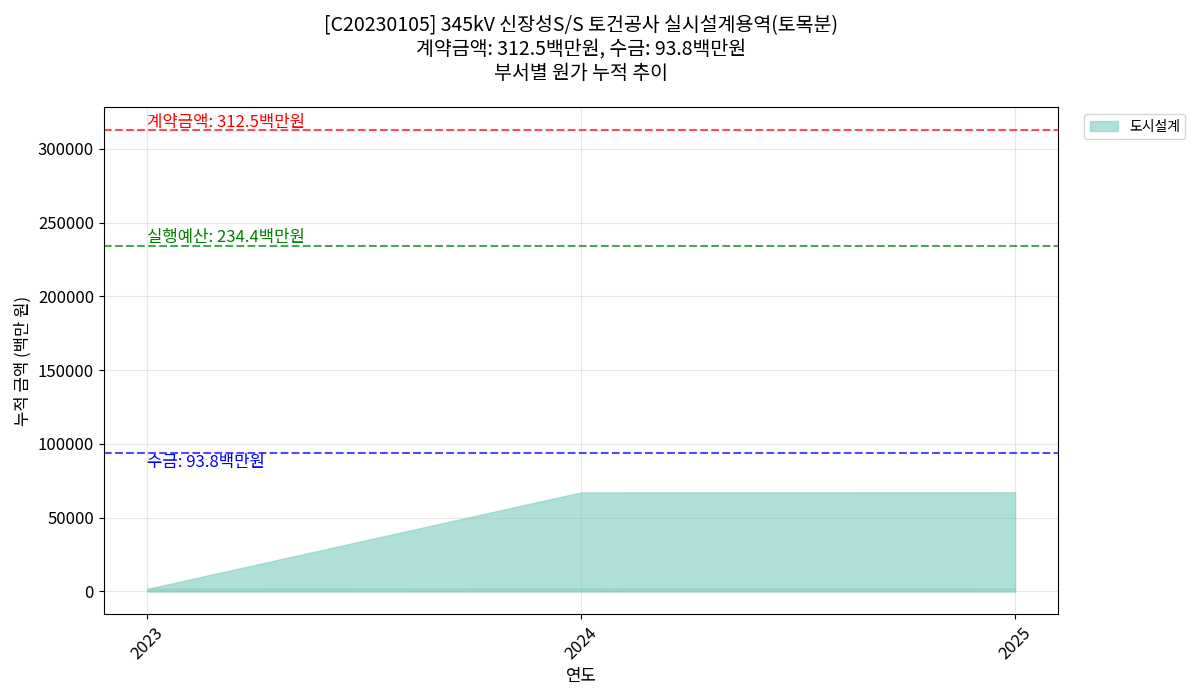 [C20230105] 345kV 신장성S/S 토건공사 실시설계용역(토목분)
계약금액: 312.5백만원, 수금: 93.8백만원
부서별 원가 누적 추이
계약금액: 312.5백만원
도시설계
300000
250000
실행예산: 234.4백만원
200000
누적 금액 (백만 원)
150000
100000
수금: 93.8백만원
50000
0
2023
2024
2025
연도